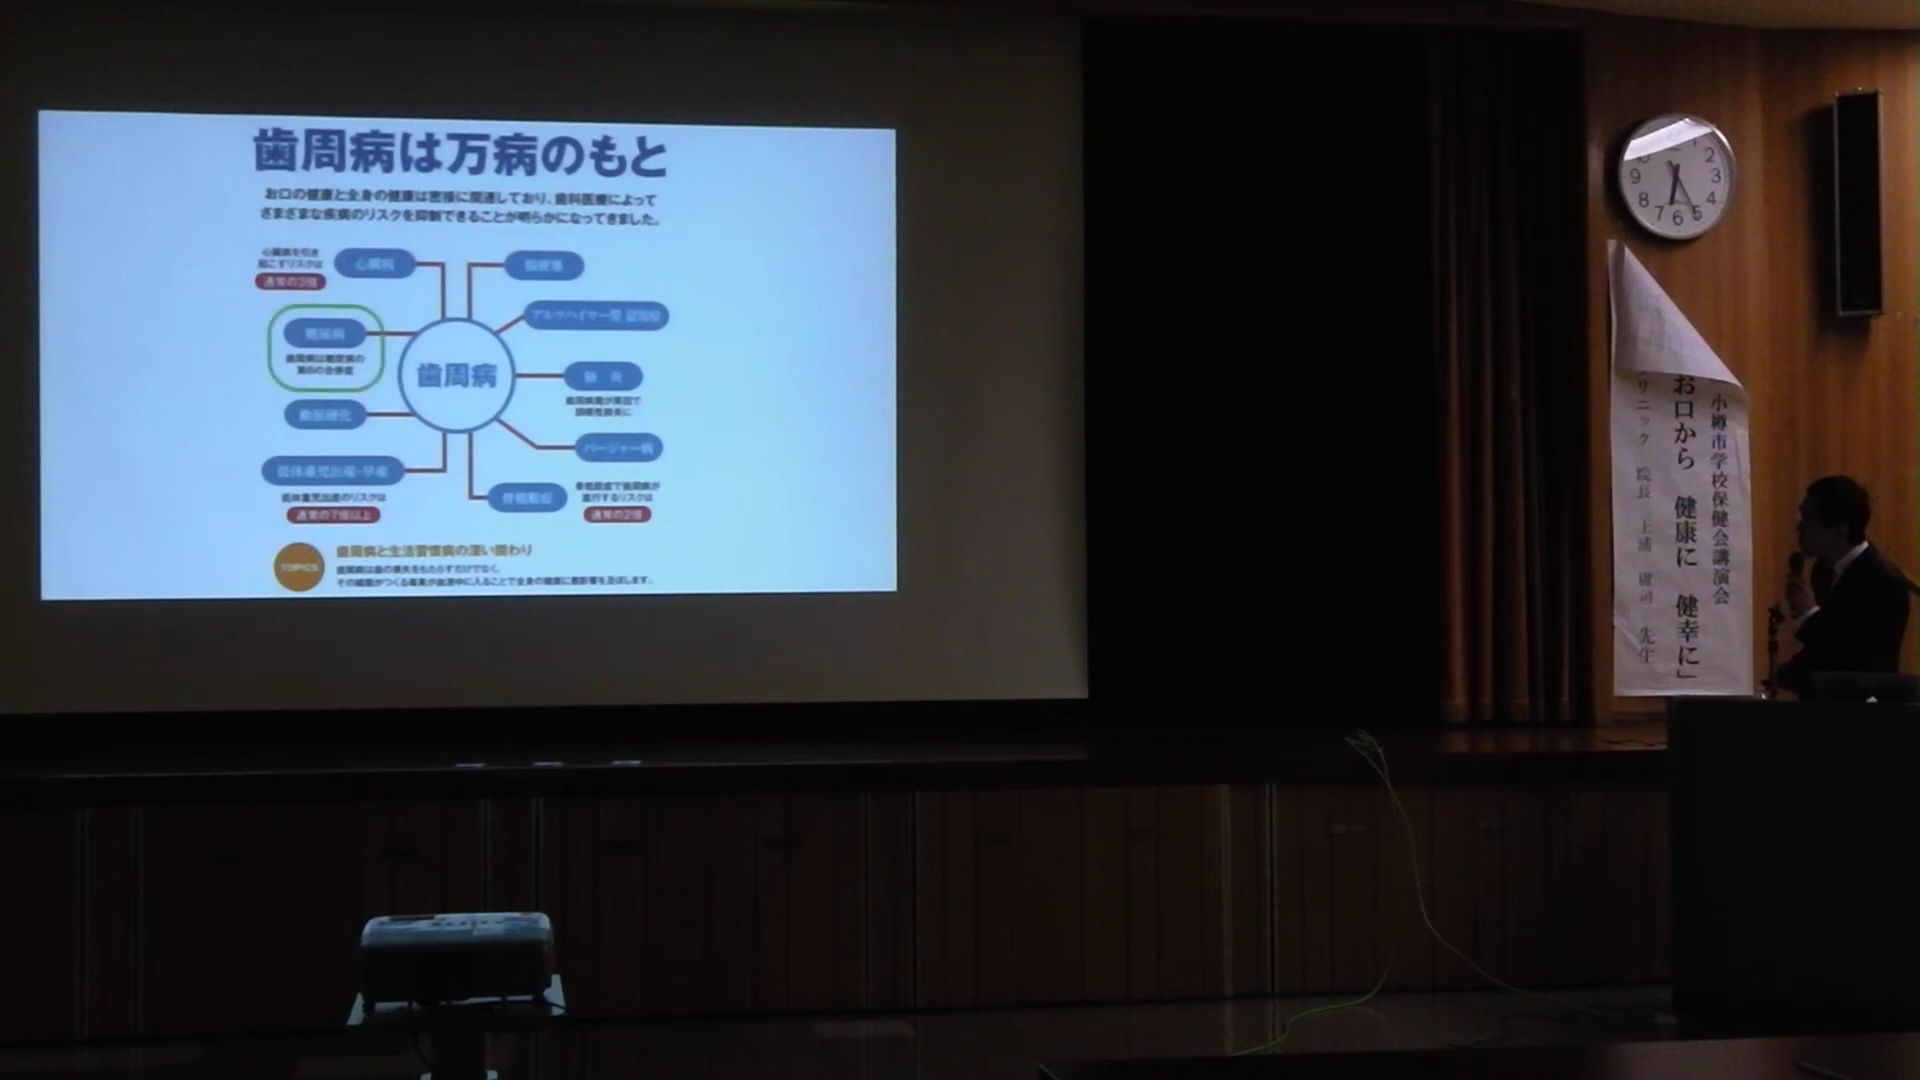 歯周病は万病のもと
お口の健康と全身の健康は密接に関連しており、歯科医療によって
さまざまな疾病のリスクを抑制できることが明らかになってきました。
心臓病を引き
起こすリスクは
通常の3倍
心臓病
脳梗塞
糖尿病
歯周病は糖尿病の
第6の合併症
アルツハイマー型 認知症
歯周病
肺 炎
歯周病菌が原因で
誤嚥性肺炎に
動脈硬化
バージャー病
低体重児出産・早産
低体重児出産のリスクは
通常の7倍以上
骨粗鬆症
骨粗鬆症で歯周病が
進行するリスクは
通常の2倍
TOPICS
歯周病と生活習慣病の深い関わり
歯周病は歯の喪失をもたらすだけでなく、
その細菌がつくる毒素が血液中に入ることで全身の健康に悪影響を及ぼします。
1
2
3
4
5
6
7
8
9
小樽市学校保健会講演会
お口から 健康に 健幸に」
リニック 院長 上浦 庸司 先生